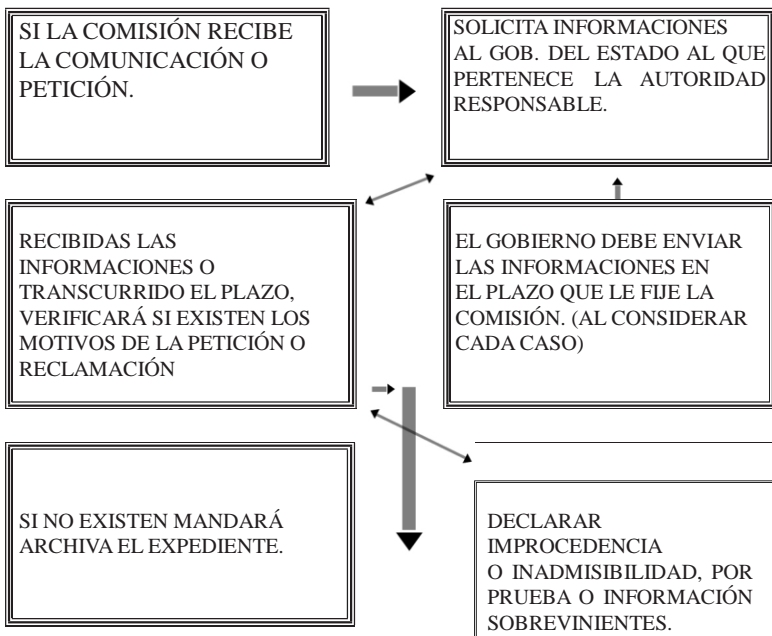 SI LA COMISIÓN RECIBE
LA COMUNICACIÓN O
PETICIÓN.
SOLICITA INFORMACIONES
AL GOB. DEL ESTADO AL QUE
PERTENECE LA AUTORIDAD
RESPONSABLE.
RECIBIDAS LAS
INFORMACIONES O
TRANSCURRIDO EL PLAZO,
VERIFICARÁ SI EXISTEN LOS
MOTIVOS DE LA PETICIÓN O
RECLAMACIÓN
EL GOBIERNO DEBE ENVIAR
LAS INFORMACIONES EN
EL PLAZO QUE LE FIJE LA
COMISIÓN. (AL CONSIDERAR
CADA CASO)
SI NO EXISTEN MANDARÁ
ARCHIVA EL EXPEDIENTE.
DECLARAR
IMPROCEDENCIA
O INADMISIBILIDAD, POR
PRUEBA O INFORMACIÓN
SOBREVINIENTES.